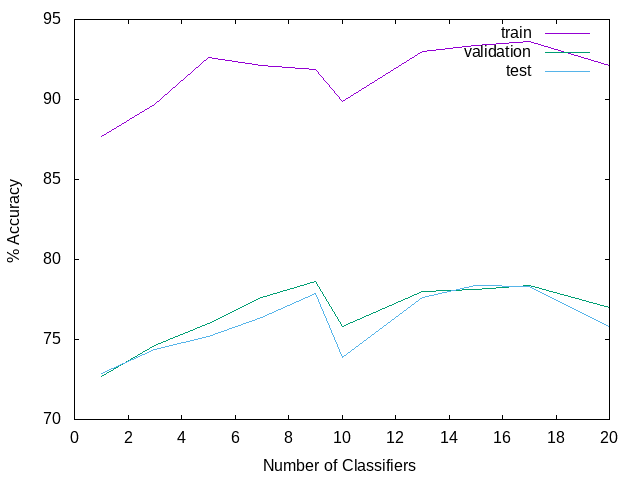 95
90
85
80
75
70
% Accuracy
train
validation
test
0 2 4 6 8 10 12 14 16 18 20
Number of Classifiers